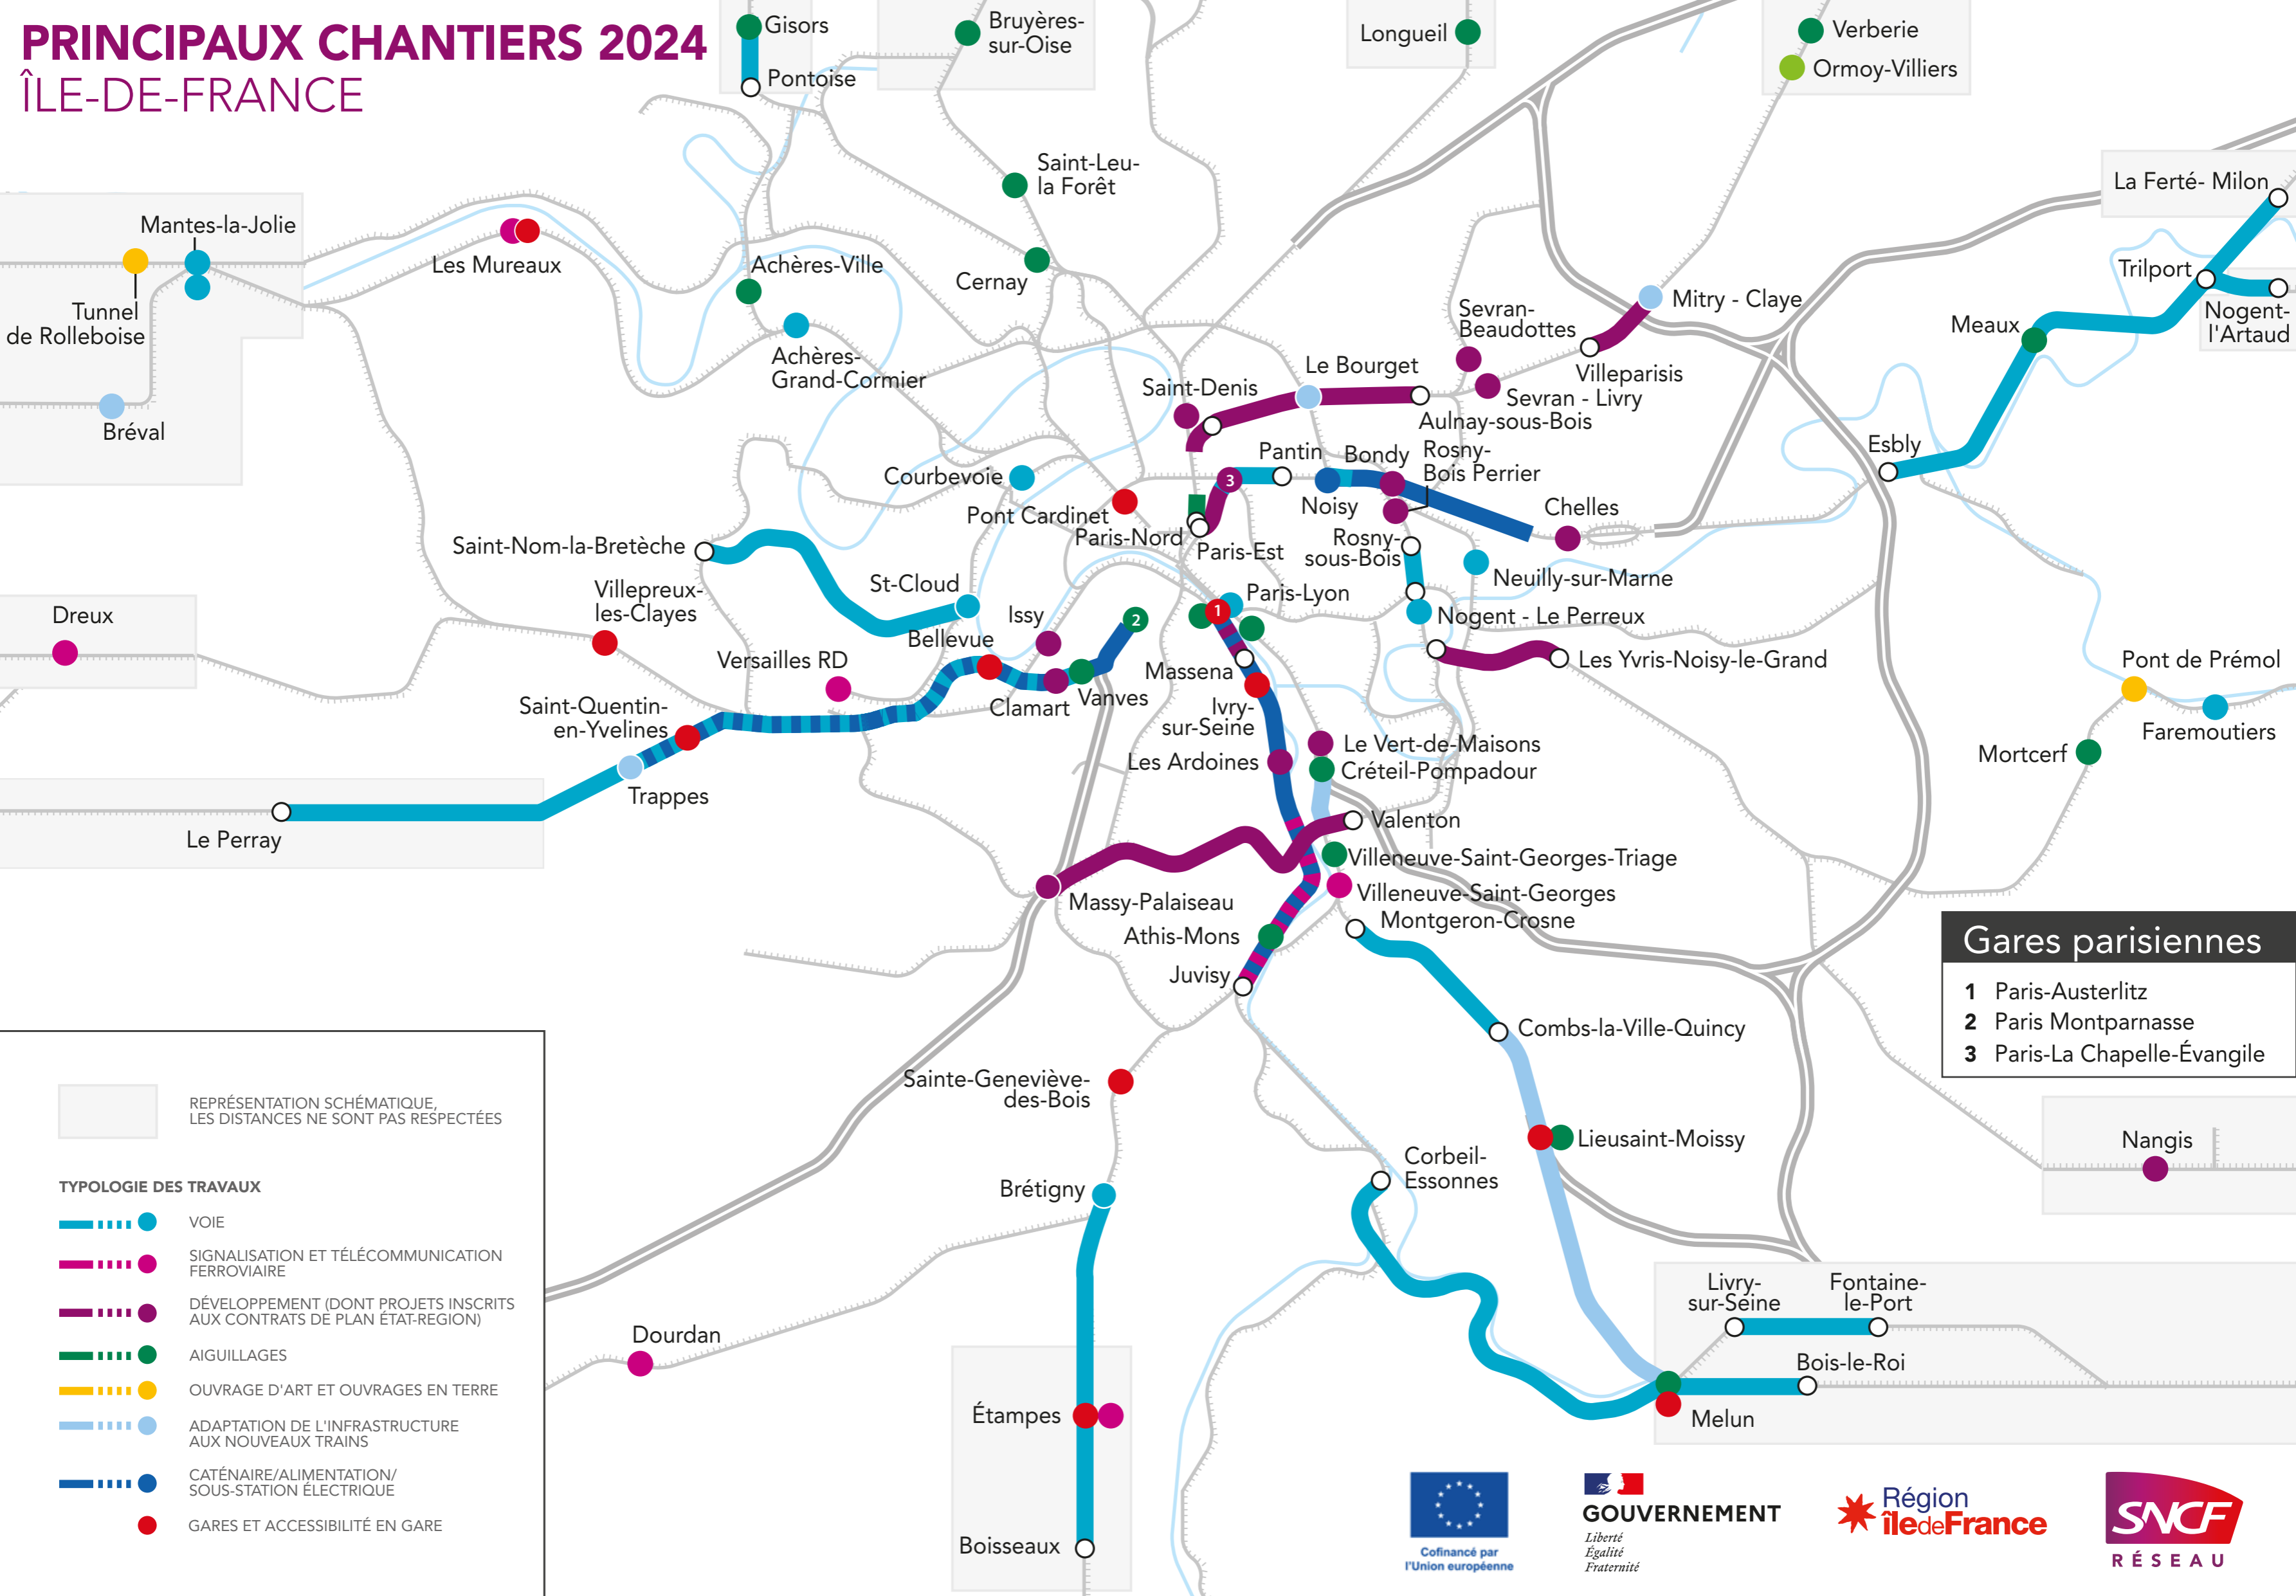 PRINCIPAUX CHANTIERS 2024
ÎLE-DE-FRANCE
Gisors
Pontoise
Bruyères-
sur-Oise
Longueil
Verberie
Ormoy-Villiers
Saint-Leu-
la Forêt
La Ferté- Milon
Mantes-la-Jolie
Les Mureaux
Tunnel
de Rolleboise
Bréval
Achères-Ville
Cernay
Achères-
Grand-Cormier
Mitry - Claye
Sevran-
Beaudottes
Villeparisis
Sevran - Livry
Le Bourget
Saint-Denis
Aulnay-sous-Bois
Trilport
Nogent-
l'Artaud
Meaux
Esbly
Pantin
Bondy
Rosny-
Bois Perrier
Courbevoie
Noisy
Chelles
Pont Cardinet
Paris-Nord
3
Paris-Est
Rosny-
sous-Bois
Neuilly-sur-Marne
Saint-Nom-la-Bretèche
Villepreux-
les-Clayes
St-Cloud
Issy
2
1
Paris-Lyon
Nogent - Le Perreux
Dreux
Bellevue
Versailles RD
Massena
Les Yvris-Noisy-le-Grand
Pont de Prémol
Saint-Quentin-
en-Yvelines
Clamart
Vanves
Ivry-
sur-Seine
Faremoutiers
Mortcerf
Le Vert-de-Maisons
Les Ardoines
Créteil-Pompadour
Trappes
Le Perray
Valenton
Villeneuve-Saint-Georges-Triage
Villeneuve-Saint-Georges
Massy-Palaiseau
Montgeron-Crosne
Athis-Mons
Juvisy
Gares parisiennes
1 Paris-Austerlitz
2 Paris Montparnasse
3 Paris-La Chapelle-Évangile
Combs-la-Ville-Quincy
Sainte-Geneviève-
des-Bois
Lieusaint-Moissy
Nangis
Corbeil-
Essonnes
Brétigny
Livry-
sur-Seine
Fontaine-
le-Port
Dourdan
Bois-le-Roi
Étampes
Melun
Boisseaux
REPRÉSENTATION SCHÉMATIQUE,
LES DISTANCES NE SONT PAS RESPECTÉES
TYPOLOGIE DES TRAVAUX
VOIE
SIGNALISATION ET TÉLÉCOMMUNICATION
FERROVIAIRE
DÉVELOPPEMENT (DONT PROJETS INSCRITS
AUX CONTRATS DE PLAN ÉTAT-REGION)
AIGUILLAGES
OUVRAGE D'ART ET OUVRAGES EN TERRE
ADAPTATION DE L'INFRASTRUCTURE
AUX NOUVEAUX TRAINS
CATÉNAIRE/ALIMENTATION/
SOUS-STATION ÉLECTRIQUE
GARES ET ACCESSIBILITÉ EN GARE
Cofinancé par
l'Union européenne
GOUVERNEMENT
Liberté
Égalité
Fraternité
Région
îledeFrance
SNCF
RÉSEAU